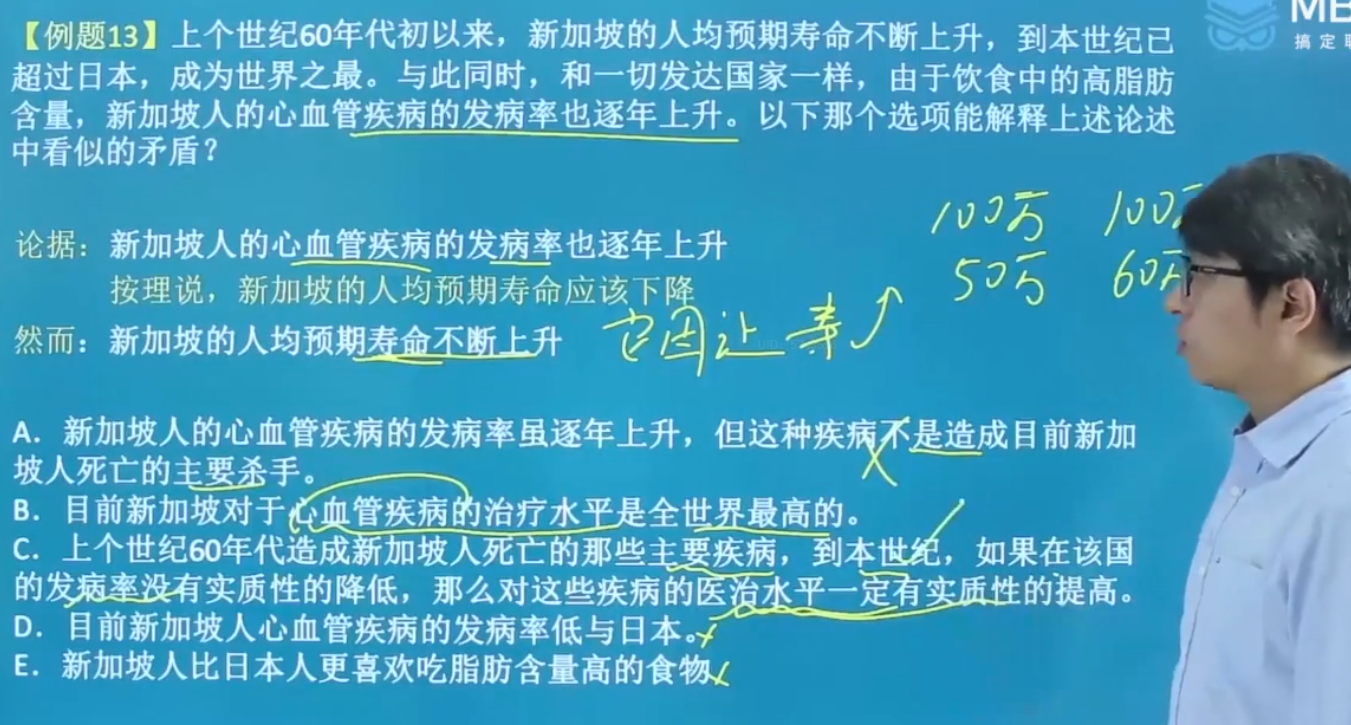 【例题13】上个世纪60年代初以来，新加坡的人均预期寿命不断上升，到本世纪已
超过日本，成为世界之最。与此同时，和一切发达国家一样，由于饮食中的高脂肪
含量，新加坡人的心血管疾病的发病率也逐年上升。以下那个选项能解释上述论述
中看似的矛盾？
搞定
论据：新加坡人的心血管疾病的发病率也逐年上升
按理说，新加坡的人均预期寿命应该下降
然而：新加坡的人均预期寿命不断上升
100万 100
50万 60万
A．新加坡人的心血管疾病的发病率虽逐年上升，但这种疾病不是造成目前新加
坡人死亡的主要杀手。
B．目前新加坡对于心血管疾病的治疗水平是全世界最高的。
C．上个世纪60年代造成新加坡人死亡的那些主要疾病，到本世纪，如果在该国
的发病率没有实质性的降低，那么对这些疾病的医治水平一定有实质性的提高。
D．目前新加坡人心血管疾病的发病率低与日本。
E．新加坡人比日本人更喜欢吃脂肪含量高的食物